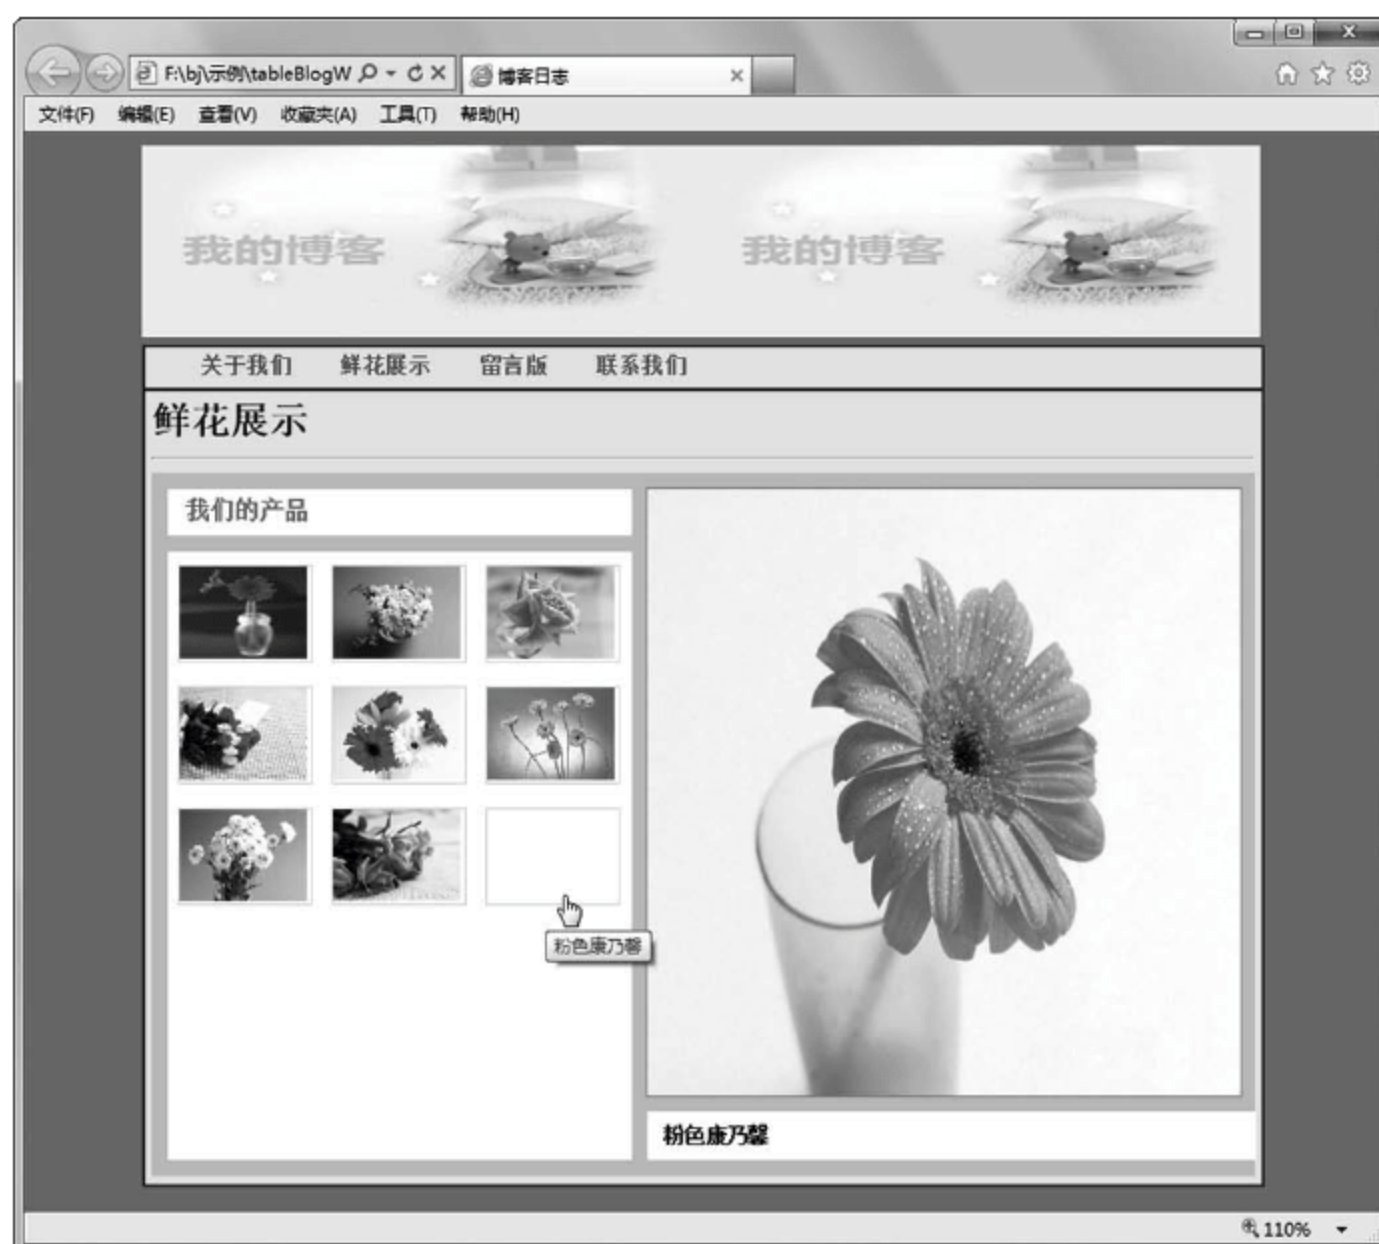 F:\bj\示例\tableBlogW
博客日志
文件(F) 编辑(E) 查看(V) 收藏夹(A) 工具(T) 帮助(H)
我的博客 我的博客
关于我们 鲜花展示 留言版 联系我们
鲜花展示
我们的产品
粉色康乃馨
粉色康乃馨
110%